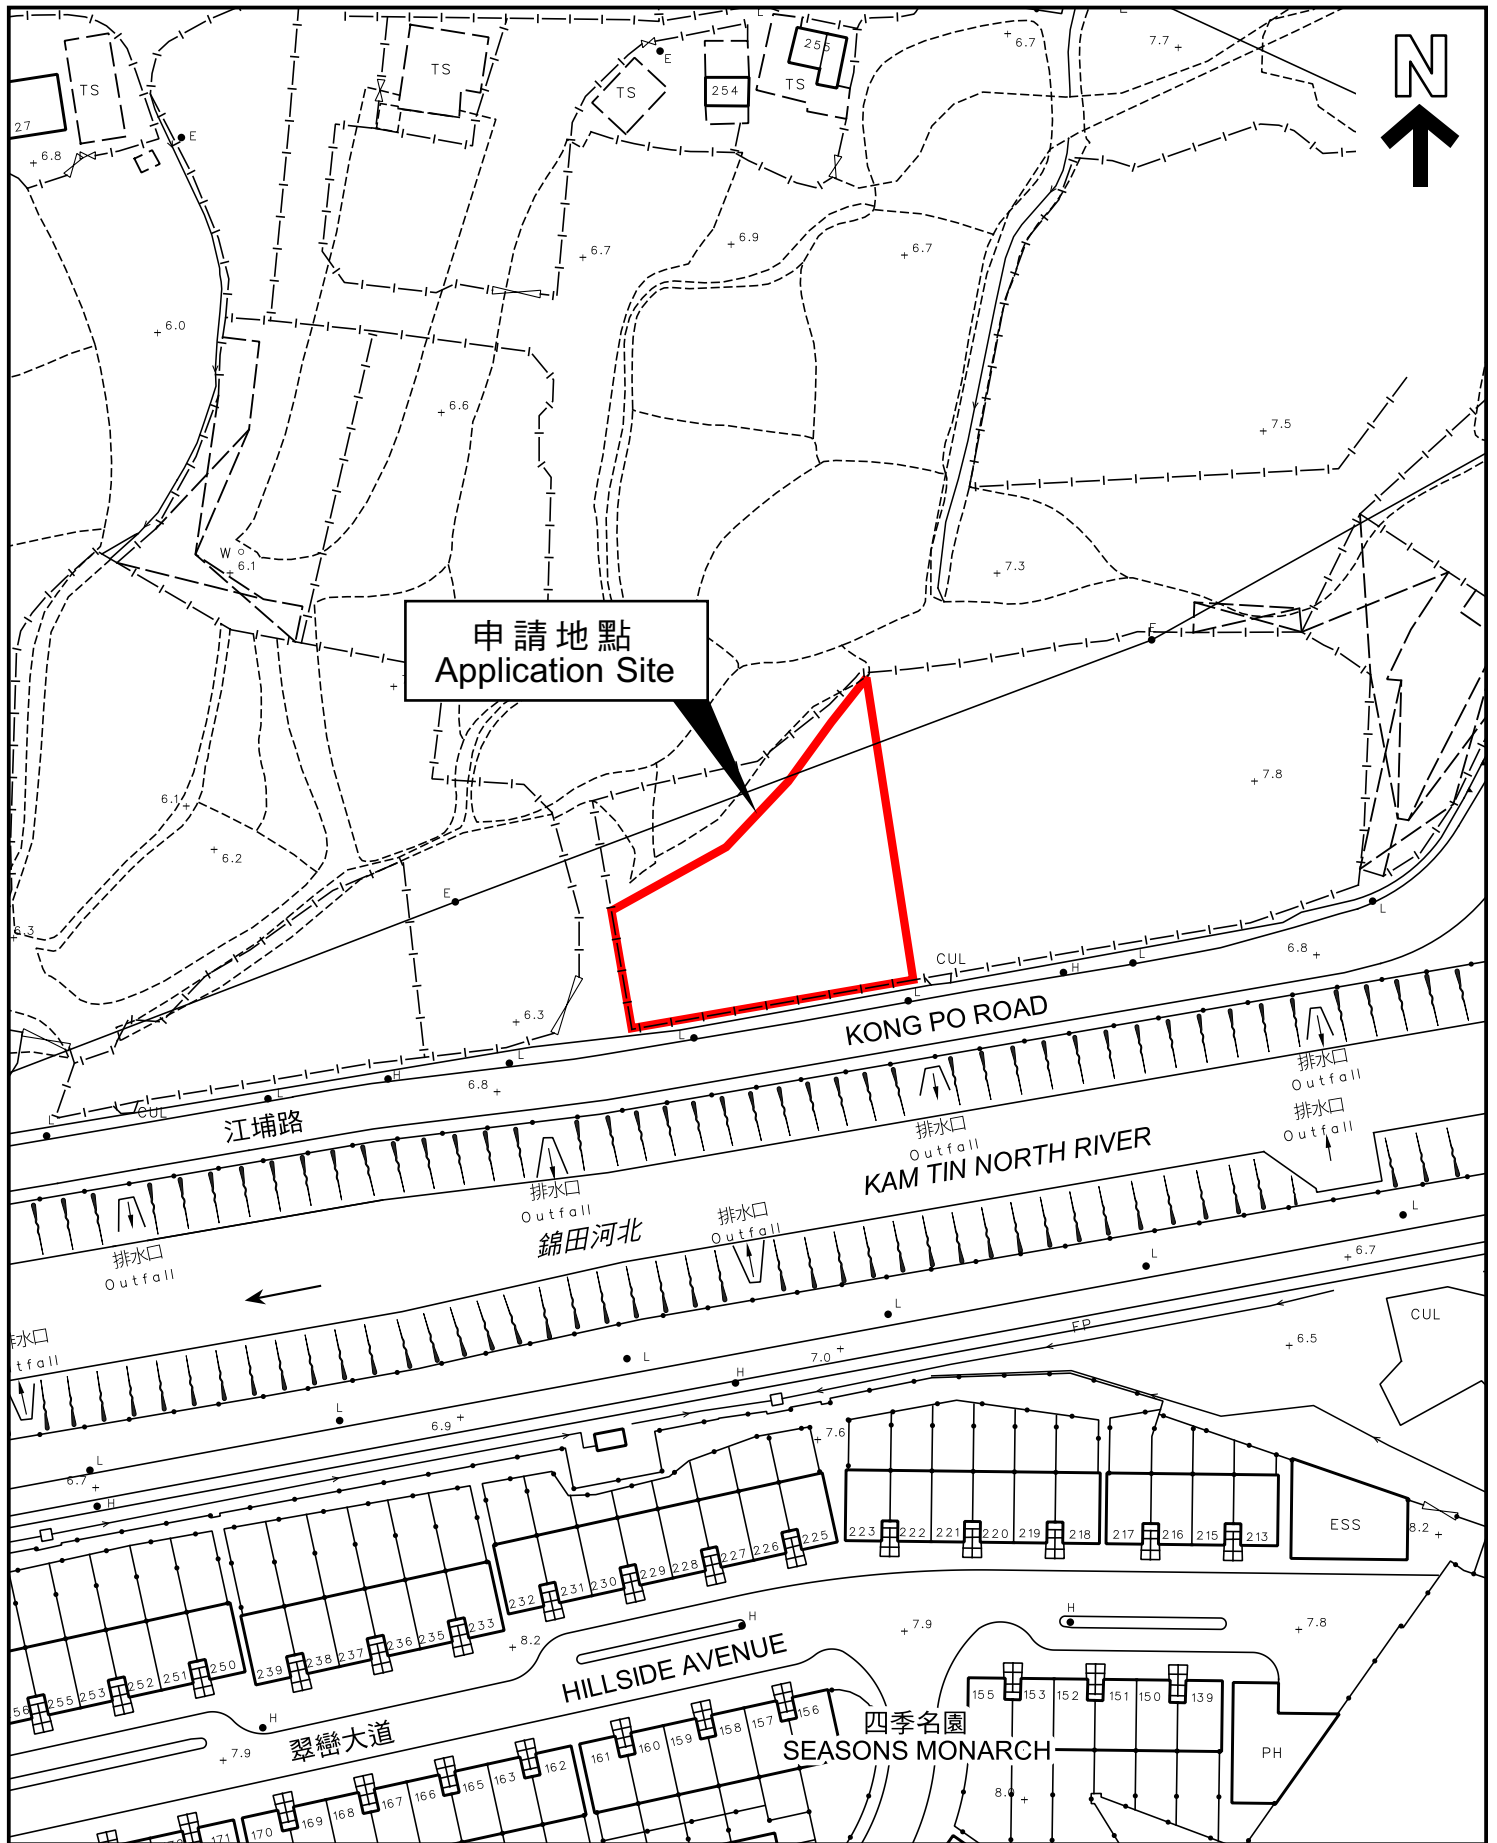 N
27
TS
TS
TS
254
255
TS
E
E
6.8
6.7
7.7
6.7
6.9
6.7
6.0
6.6
7.5
W
6.1
7.3
申請地點
Application Site
E
7.8
6.1
6.2
E
6.3
6.3
CUL
L
H
L
L
6.8
KONG PO ROAD
L
L
H
6.8
L
CUL
L
江埔路
排水口
Outfall
排水口
Outfall
排水口
Outfall
KAM TIN NORTH RIVER
排水口
Outfall
排水口
Outfall
錦田河北
排水口
Outfall
水口
tfall
L
L
L
L
6.7
CUL
6.5
FP
7.0
H
L
6.9
L
6.7
H
7.6
223
222
221
220
219
218
217
216
215
213
ESS
8.2
225
226
227
228
229
230
231
232
233
235
236
237
238
239
250
251
252
253
255
56
8.2
H
7.9
H
7.8
HILLSIDE AVENUE
翠巒大道
H
7.9
四季名園
SEASONS MONARCH
155
153
152
151
150
139
PH
8.0
156
157
158
159
160
161
162
163
165
166
167
168
169
170
171